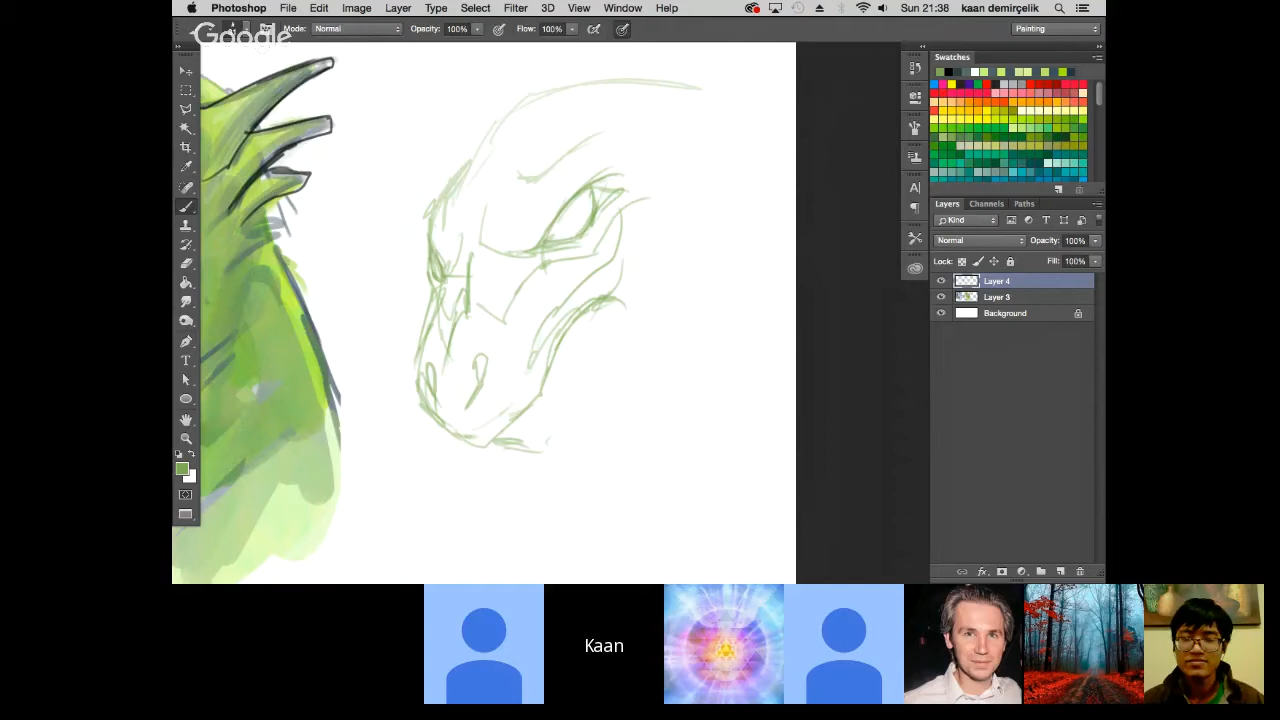 Photoshop File Edit Image Layer Type Select Filter 3D View Window Help Sun 21:38 kaan demirçelik
Google
Mode: Normal Opacity: 100% Flow: 100% Painting
Swatches
Layers Channels Paths
Kind
Normal Opacity: 100%
Lock: Fill: 100%
Layer 4
Layer 3
Background
Kaan